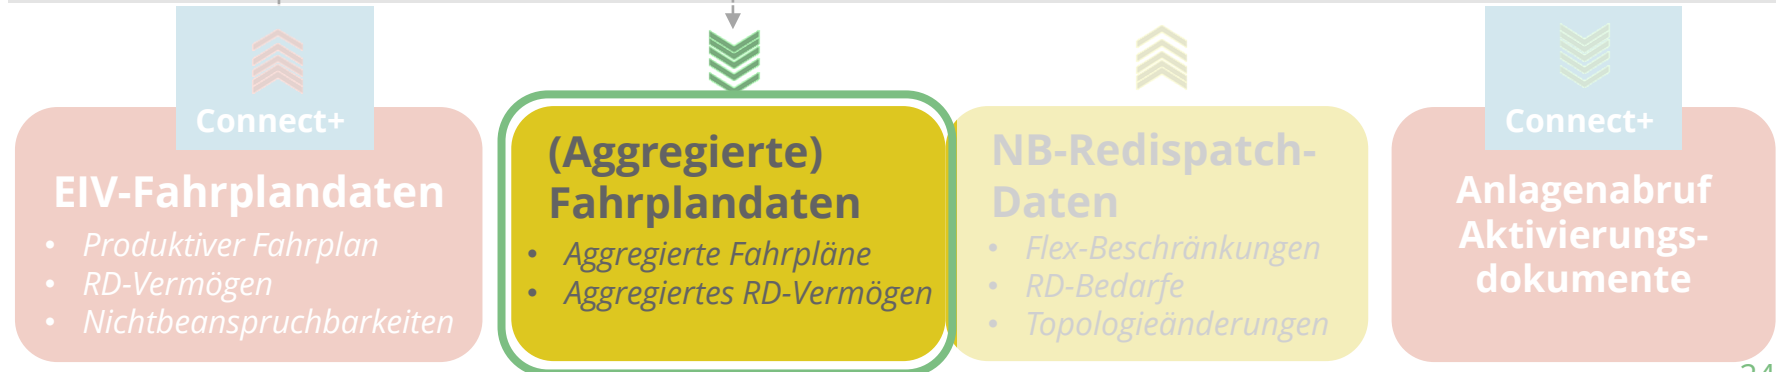 Connect+
EIV-Fahrplandaten
• Produktiver Fahrplan
• RD-Vermögen
• Nichtbeanspruchbarkeiten
(Aggregierte)
Fahrplandaten
• Aggregierte Fahrpläne
• Aggregiertes RD-Vermögen
NB-Redispatch-
Daten
• Flex-Beschränkungen
• RD-Bedarfe
• Topologieänderungen
Connect+
Anlagenabruf
Aktivierungs-
dokumente